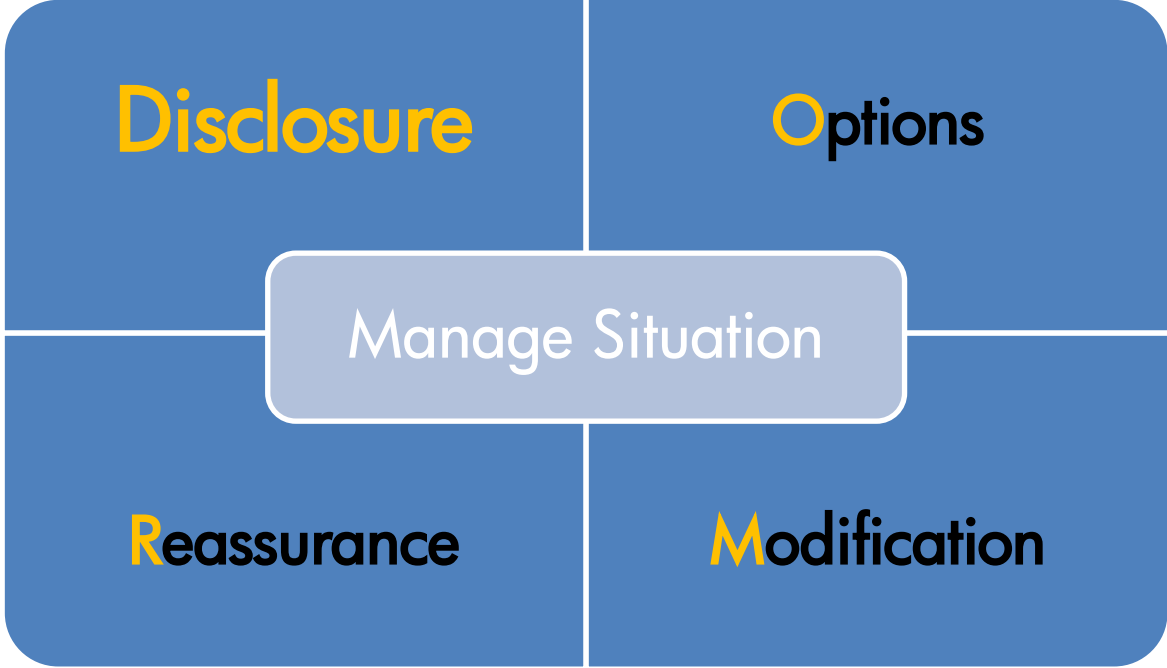 Disclosure
Options
Manage Situation
Reassurance
Modification